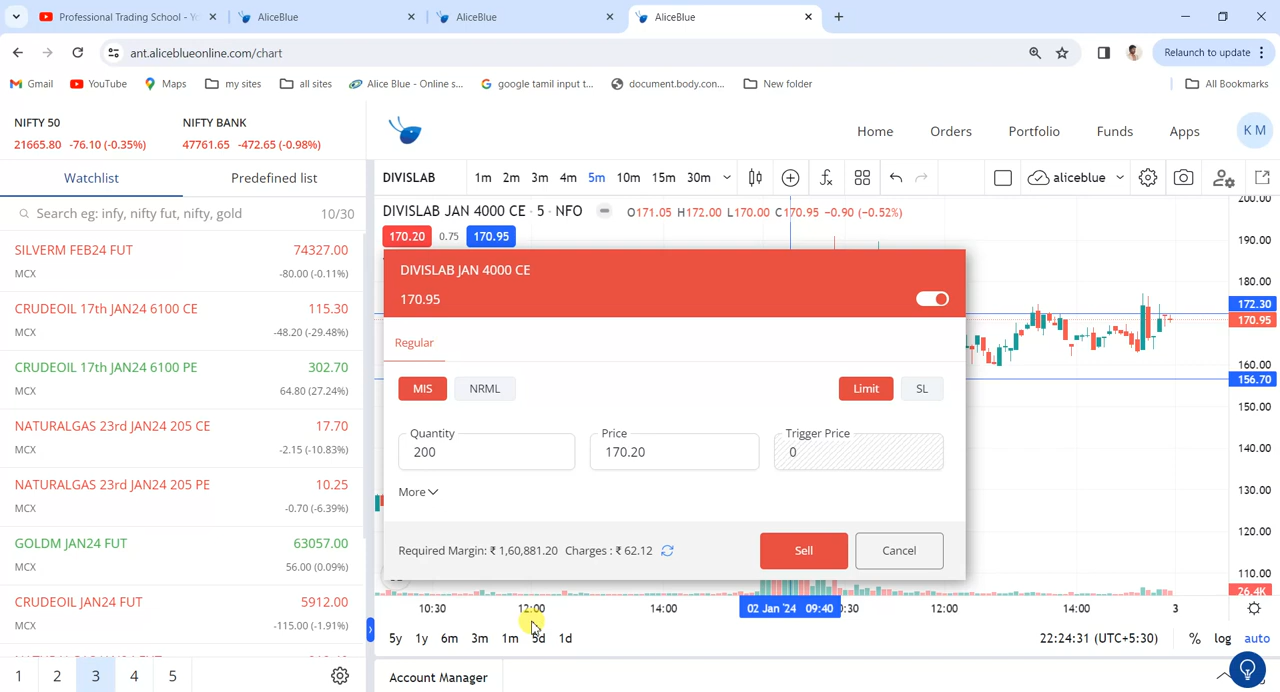 Professional Trading School - Yo
AliceBlue
AliceBlue
AliceBlue
ant.aliceblueonline.com/chart
Relaunch to update
Gmail
YouTube
Maps
my sites
all sites
Alice Blue - Online s...
google tamil input t...
document.body.con...
New folder
All Bookmarks
NIFTY 50
21665.80 -76.10 (-0.35%)
NIFTY BANK
47761.65 -472.65 (-0.98%)
Home
Orders
Portfolio
Funds
Apps
K M
Watchlist
Predefined list
Search eg: infy, nifty fut, nifty, gold
10/30
SILVERM FEB24 FUT 74327.00
MCX -80.00 (-0.11%)
CRUDEOIL 17th JAN24 6100 CE 115.30
MCX -48.20 (-29.48%)
CRUDEOIL 17th JAN24 6100 PE 302.70
MCX 64.80 (27.24%)
NATURALGAS 23rd JAN24 205 CE 17.70
MCX -2.15 (-10.83%)
NATURALGAS 23rd JAN24 205 PE 10.25
MCX -0.70 (-6.39%)
GOLDM JAN24 FUT 63057.00
MCX 56.00 (0.09%)
CRUDEOIL JAN24 FUT 5912.00
MCX -115.00 (-1.91%)
1 2 3 4 5
DIVISLAB 1m 2m 3m 4m 5m 10m 15m 30m
aliceblue
DIVISLAB JAN 4000 CE · 5 · NFO
O171.05 H172.00 L170.00 C170.95 -0.90 (-0.52%)
170.20 0.75 170.95
DIVISLAB JAN 4000 CE
170.95
Regular
MIS NRML Limit SL
Quantity
200
Price
170.20
Trigger Price
0
More
Required Margin: ₹ 1,60,881.20 Charges : ₹ 62.12
Sell
Cancel
200.00
190.00
180.00
172.30
170.95
160.00
156.70
150.00
140.00
130.00
120.00
110.00
26.4K
10:30 12:00 14:00 02 Jan '24 09:40 :30 12:00 14:00 3
5y 1y 6m 3m 1m 5d 1d
22:24:31 (UTC+5:30) % log auto
Account Manager